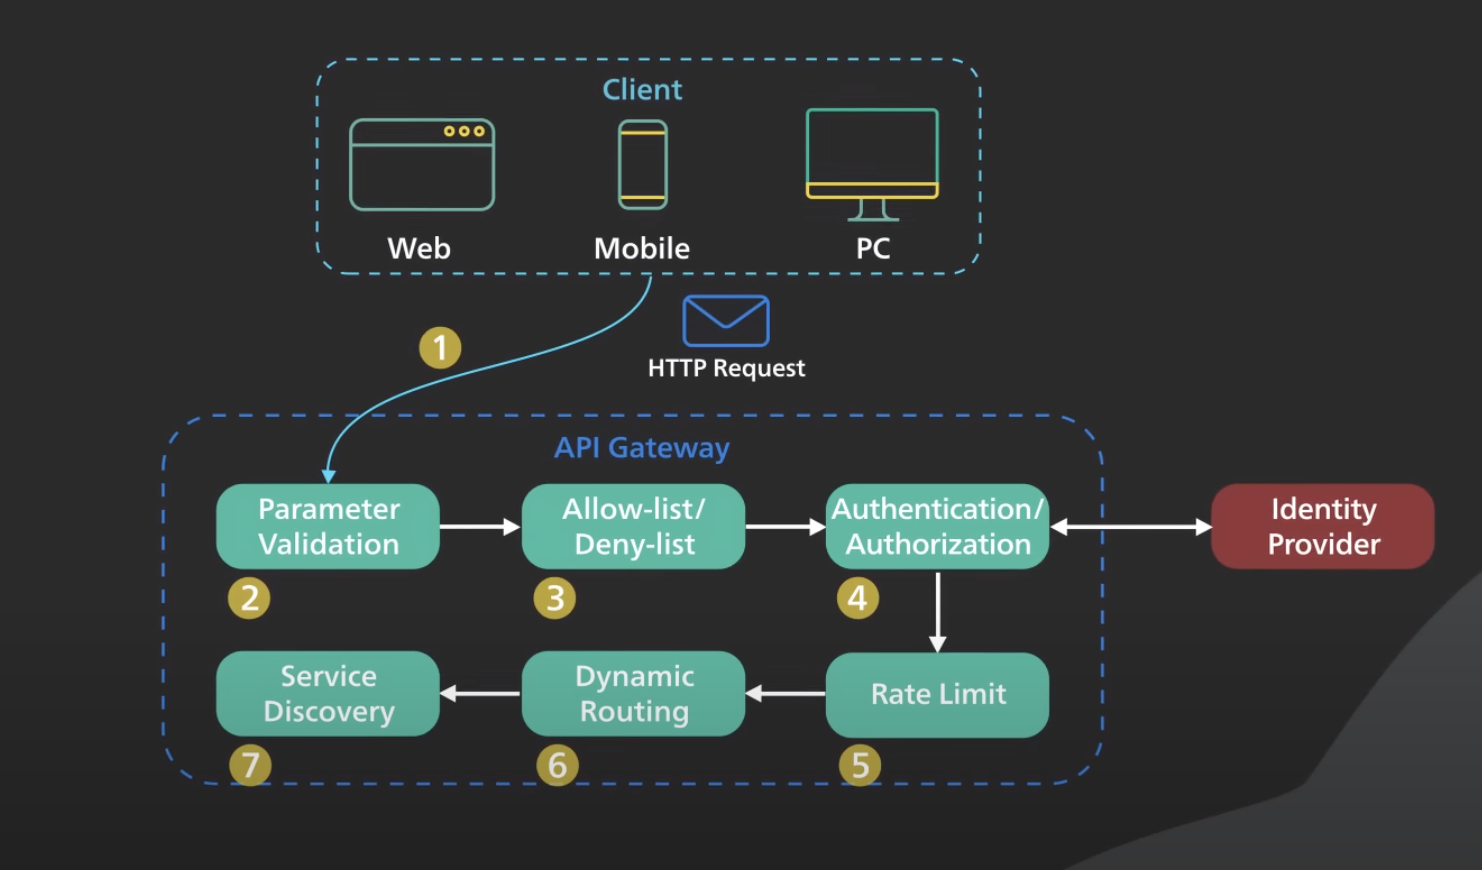 Client
Web
Mobile
PC
1
HTTP Request
API Gateway
Parameter
Validation
Allow-list/
Deny-list
Authentication/
Authorization
Identity
Provider
2
3
4
Service
Discovery
Dynamic
Routing
Rate Limit
7
6
5